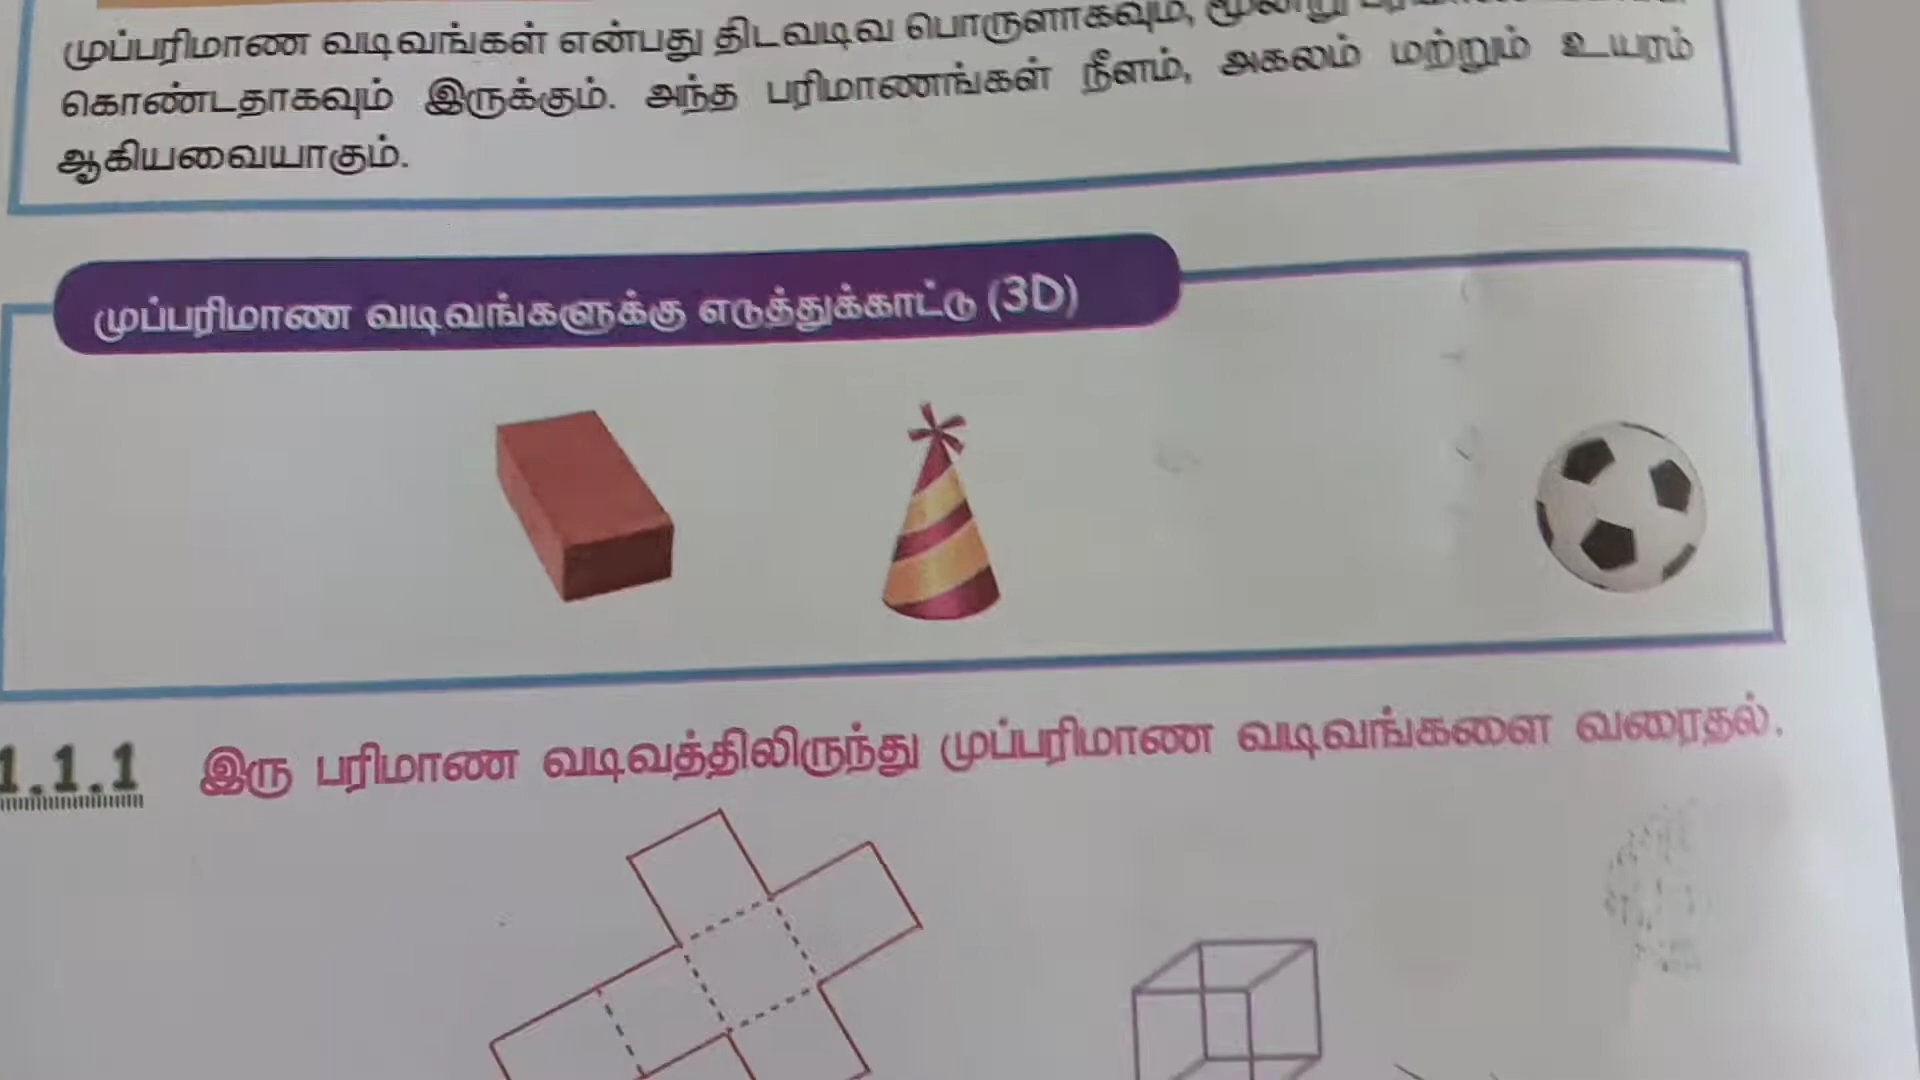 முப்பரிமாண வடிவங்கள் என்பது திடவடிவ பொருளாகவும், மூன்று
கொண்டதாகவும் இருக்கும். அந்த பரிமாணங்கள் நீளம், அகலம் மற்றும் உயரம்
ஆகியவையாகும்.
முப்பரிமாண வடிவங்களுக்கு எடுத்துக்காட்டு (3D)
1.1.1 இரு பரிமாண வடிவத்திலிருந்து முப்பரிமாண வடிவங்களை வரைதல்.